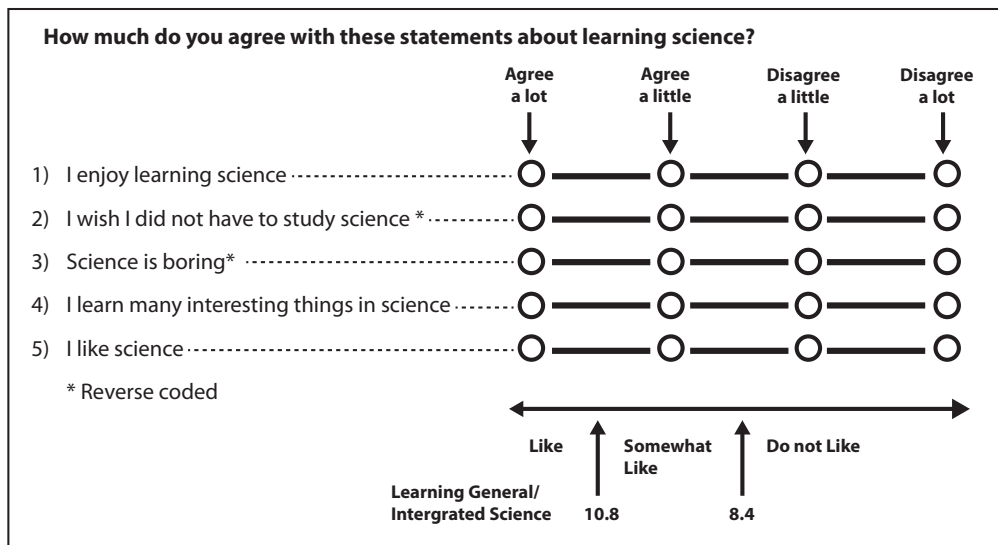 How much do you agree with these statements about learning science?
Agree a lot
Agree a little
Disagree a little
Disagree a lot
1) I enjoy learning science
2) I wish I did not have to study science *
3) Science is boring*
4) I learn many interesting things in science
5) I like science
* Reverse coded
Like
Somewhat Like
Do not Like
Learning General/
Intergrated Science 10.8 8.4